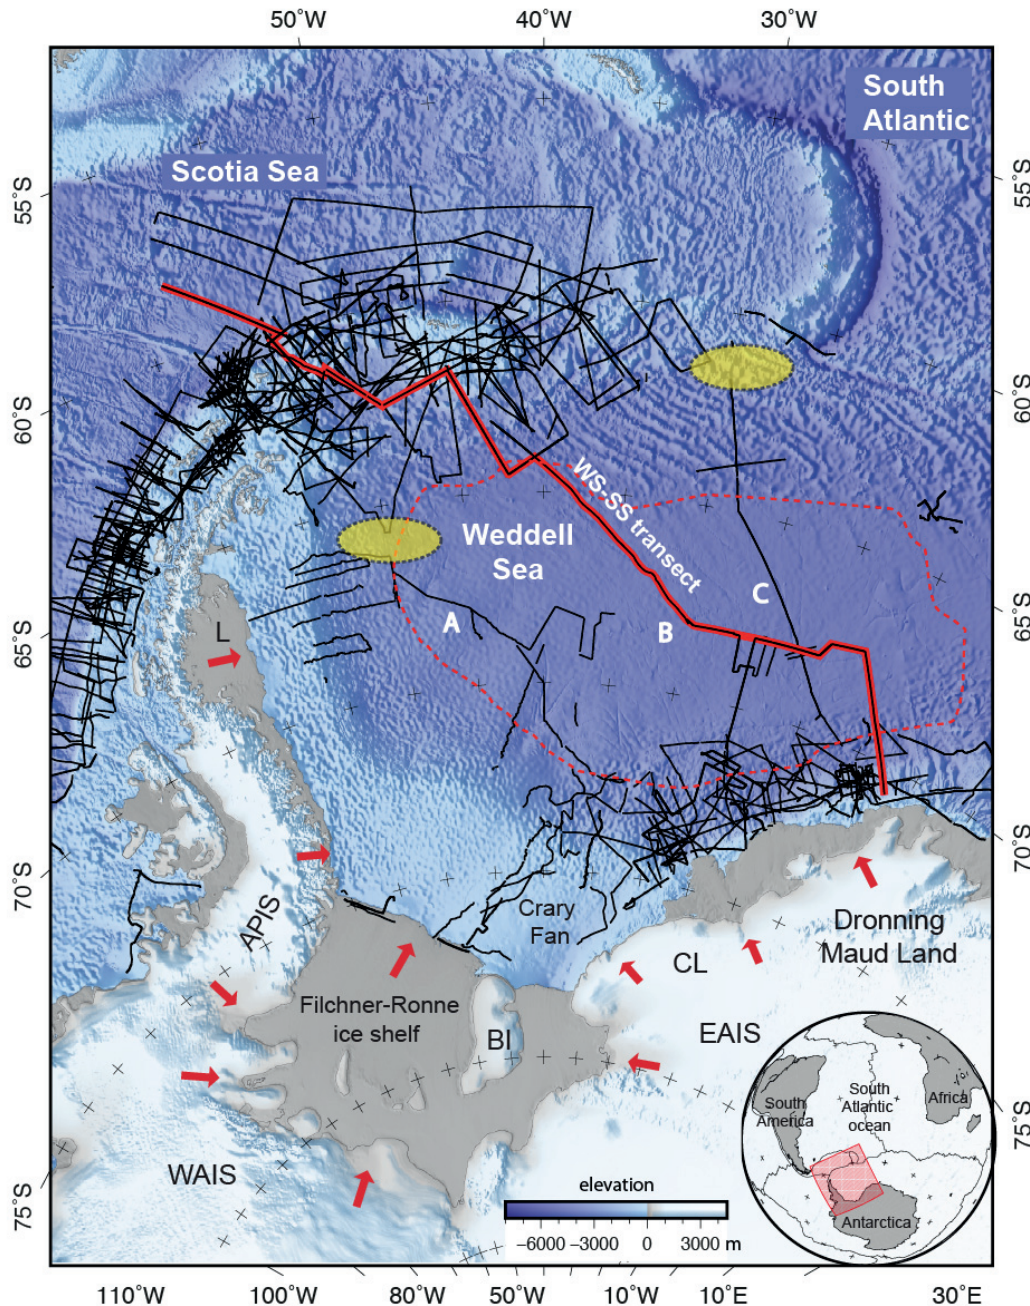 50°W 40°W 30°W
South
Atlantic
Scotia Sea
55°S 55°S
60°S 60°S
WS-SS transect
Weddell
Sea
C
A B
L
65°S 65°S
70°S 70°S
APIS
Crary
Fan
Dronning
Maud Land
CL
Filchner-Ronne
ice shelf
BI
EAIS
South
America
South
Atlantic
ocean
Africa
Antarctica
WAIS
75°S 75°S
elevation
−6000 −3000 0 3000 m
110°W 100°W 80°W 50°W 10°W 10°E 30°E